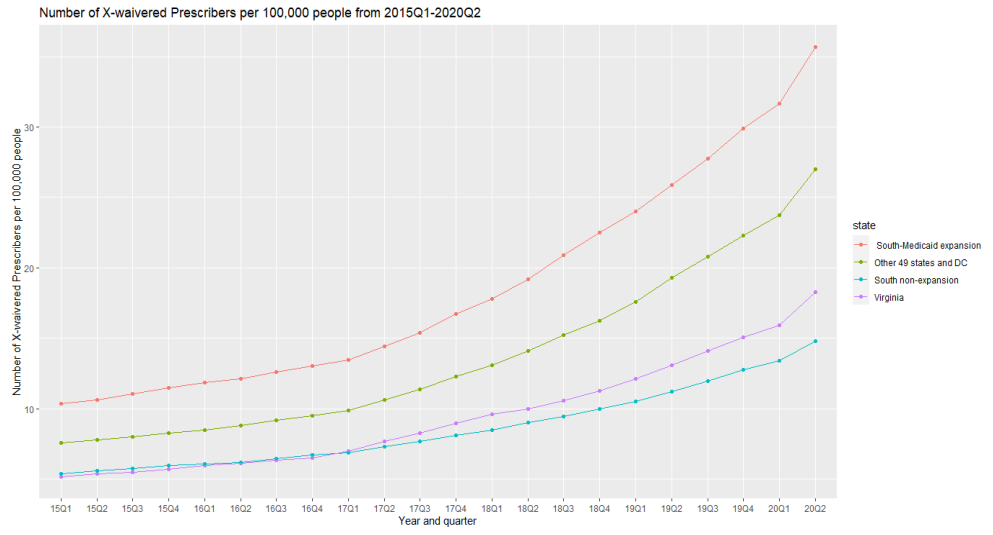 Number of X-waivered Prescribers per 100,000 people from 2015Q1-2020Q2
Number of X-waivered Prescribers per 100,000 people
30
20
10
15Q1 15Q2 15Q3 15Q4 16Q1 16Q2 16Q3 16Q4 17Q1 17Q2 17Q3 17Q4 18Q1 18Q2 18Q3 18Q4 19Q1 19Q2 19Q3 19Q4 20Q1 20Q2
Year and quarter
state
South-Medicaid expansion
Other 49 states and DC
South non-expansion
Virginia